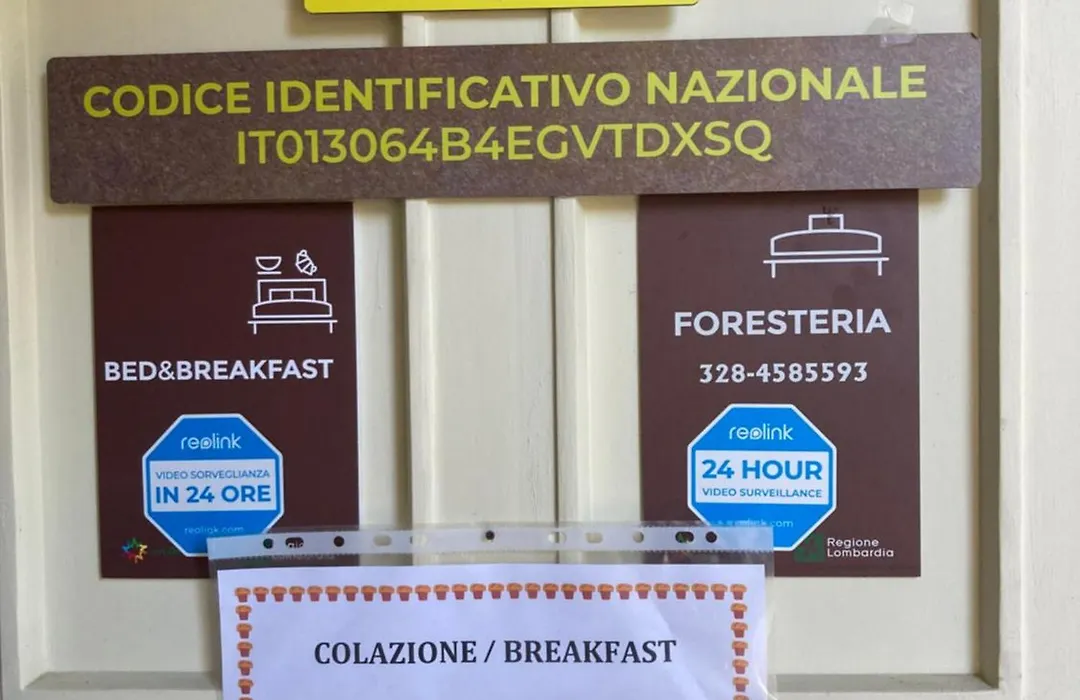 CODICE IDENTIFICATIVO NAZIONALE
IT013064B4EGVTDXSQ
BED&BREAKFAST
reolink
VIDEO SORVEGLIANZA
IN 24 ORE
reolink.com
FORESTERIA
328-4585593
reolink
24 HOUR
VIDEO SURVEILLANCE
Regione
Lombardia
COLAZIONE / BREAKFAST